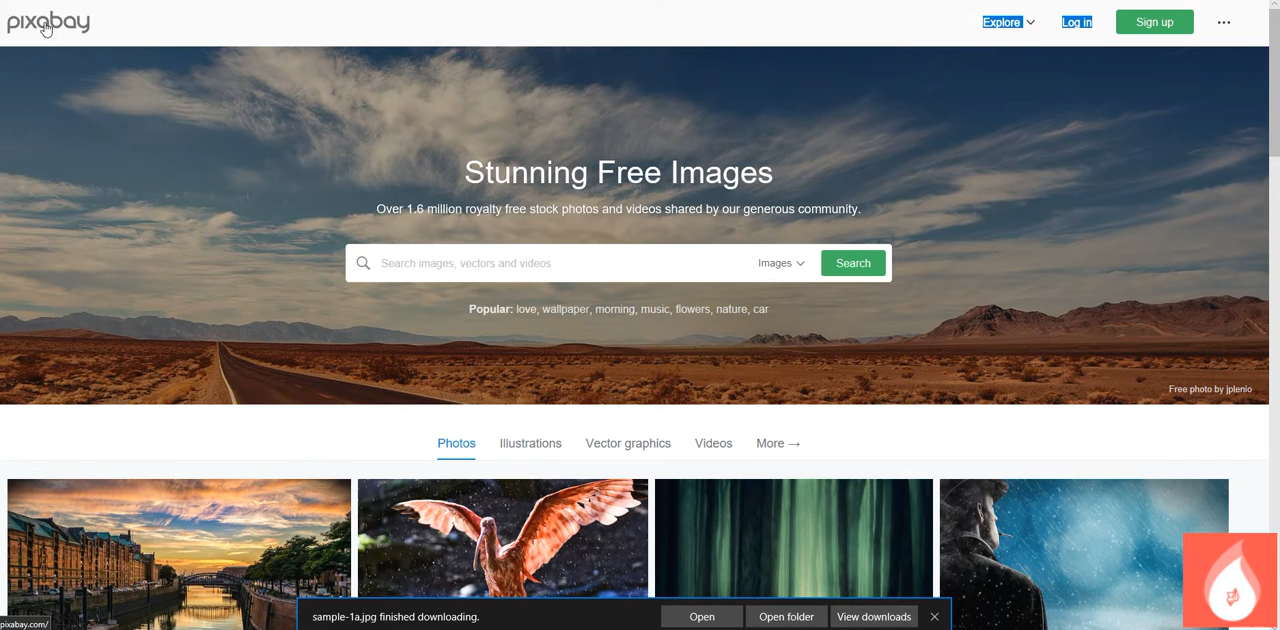 pixabay
Explore
Log in
Sign up
Stunning Free Images
Over 1.6 million royalty free stock photos and videos shared by our generous community.
Search images, vectors and videos
Images
Search
Popular: love, wallpaper, morning, music, flowers, nature, car
Free photo by jplenio
Photos
Illustrations
Vector graphics
Videos
More →
pixabay.com/
sample-1a.jpg finished downloading.
Open
Open folder
View downloads